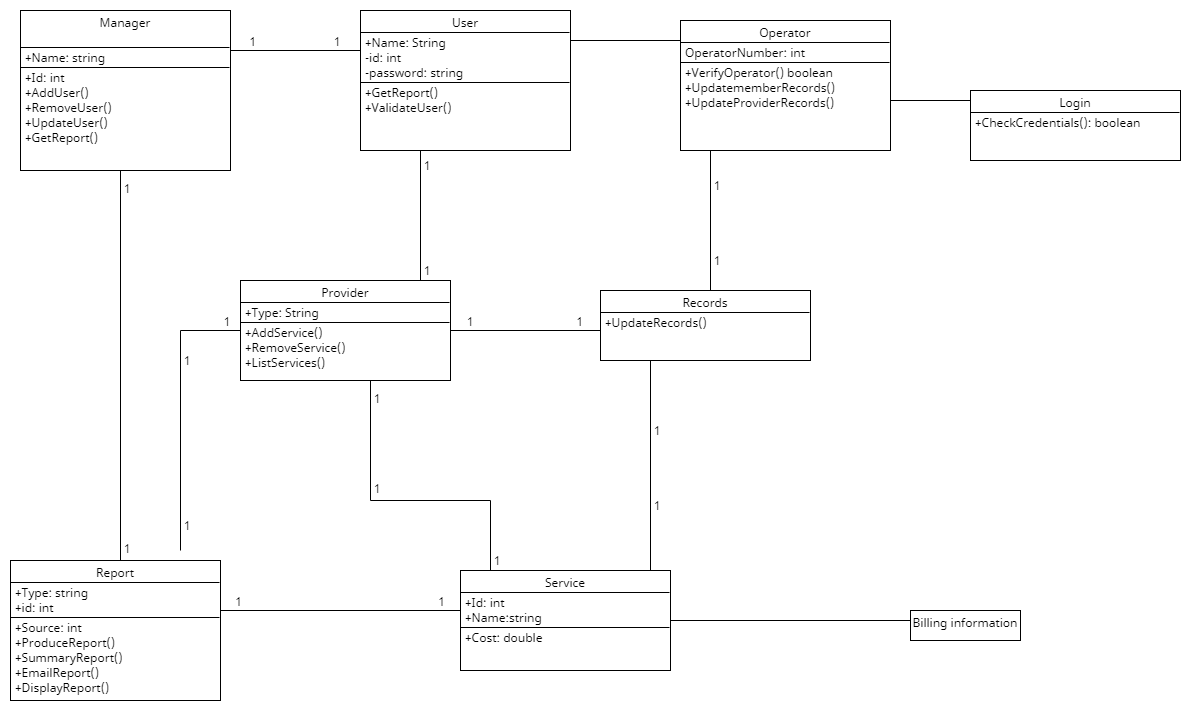 Manager
+Name: string
+Id: int
+AddUser()
+RemoveUser()
+UpdateUser()
+GetReport()
1
1
User
+Name: String
-id: int
-password: string
+GetReport()
+ValidateUser()
Operator
OperatorNumber: int
+VerifyOperator() boolean
+UpdatememberRecords()
+UpdateProviderRecords()
Login
+CheckCredentials(): boolean
1
1
1
1
1
1
Provider
+Type: String
+AddService()
+RemoveService()
+ListServices()
1
1
Records
+UpdateRecords()
1
1
1
1
1
1
1
1
1
Report
+Type: string
+id: int
+Source: int
+ProduceReport()
+SummaryReport()
+EmailReport()
+DisplayReport()
1
1
Service
+Id: int
+Name:string
+Cost: double
Billing information